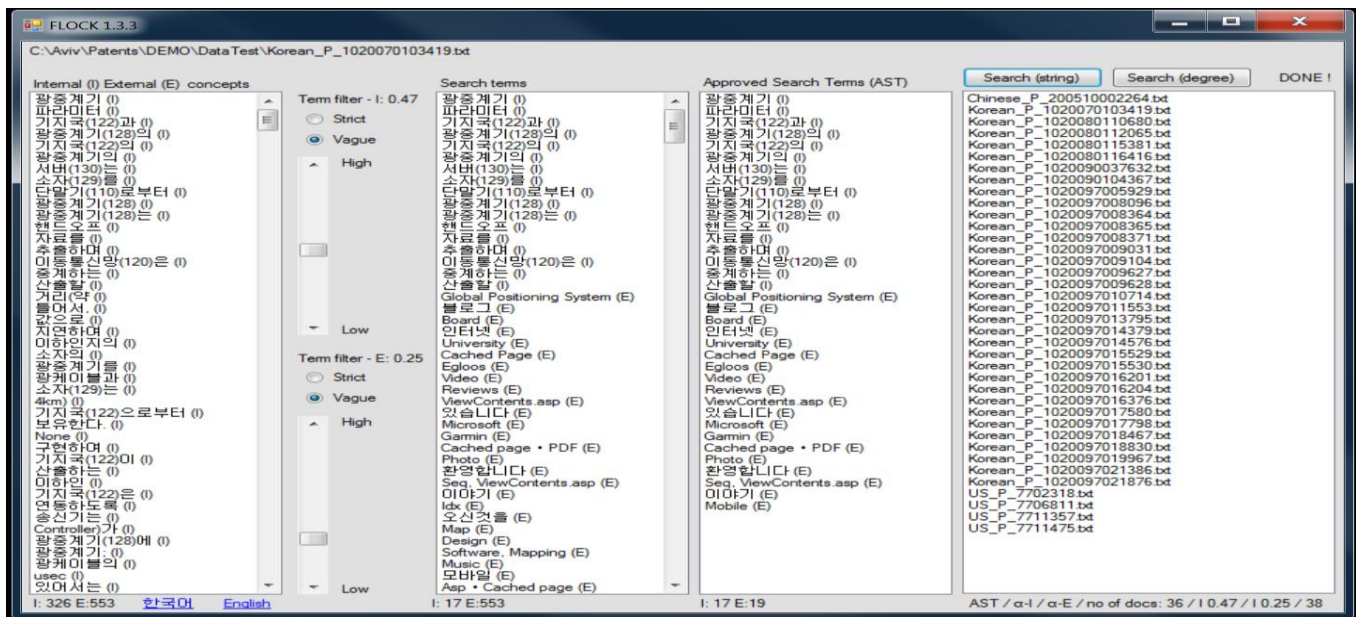 FLOCK 1.3.3
C:\Aviv\Patents\DEMO\DataTest\Korean_P_1020070103419.txt
Internal (I) External (E) concepts
광중계기 (I)
파라미터 (I)
기지국(122)과 (I)
광중계기(128)의 (I)
기지국(122)의 (I)
광중계기의 (I)
서버(130)는 (I)
소자(129)를 (I)
단말기(110)로부터 (I)
광중계기(128) (I)
광중계기(128)는 (I)
핸드오프 (I)
자료를 (I)
추출하며 (I)
이동통신망(120)은 (I)
중계하는 (I)
산출할 (I)
거리(약 (I)
들어서, (I)
값으로 (I)
지연하며 (I)
미하인지의 (I)
소자의 (I)
광중계기를 (I)
광케이블과 (I)
소자(129)는 (I)
4km) (I)
기지국(122)으로부터 (I)
보유한다. (I)
None (I)
구현하며 (I)
기지국(122)이 (I)
산출하는 (I)
미하인 (I)
기지국(122)은 (I)
연동하도록 (I)
송신기는 (I)
Controller)가 (I)
광중계기(128)에 (I)
광중계기; (I)
광케이블의 (I)
usec (I)
있어서는 (I)
I: 326 E:553 한국어 English
Term filter - I: 0.47
Strict
Vague
High
Low
Term filter - E: 0.25
Strict
Vague
High
Low
Search terms
광중계기 (I)
파라미터 (I)
기지국(122)과 (I)
광중계기(128)의 (I)
기지국(122)의 (I)
광중계기의 (I)
서버(130)는 (I)
소자(129)를 (I)
단말기(110)로부터 (I)
광중계기(128) (I)
광중계기(128)는 (I)
핸드오프 (I)
자료를 (I)
추출하며 (I)
이동통신망(120)은 (I)
중계하는 (I)
산출할 (I)
Global Positioning System (E)
블로그 (E)
Board (E)
인터넷 (E)
University (E)
Cached Page (E)
Egloos (E)
Video (E)
Reviews (E)
ViewContents.asp (E)
있습니다 (E)
Microsoft (E)
Garmin (E)
Cached page • PDF (E)
Photo (E)
환영합니다 (E)
Seq, ViewContents.asp (E)
이야기 (E)
Idx (E)
오신것을 (E)
Map (E)
Design (E)
Software, Mapping (E)
Music (E)
모바일 (E)
Asp • Cached page (E)
I: 17 E:553
Approved Search Terms (AST)
광중계기 (I)
파라미터 (I)
기지국(122)과 (I)
광중계기(128)의 (I)
기지국(122)의 (I)
광중계기의 (I)
서버(130)는 (I)
소자(129)를 (I)
단말기(110)로부터 (I)
광중계기(128) (I)
광중계기(128)는 (I)
핸드오프 (I)
자료를 (I)
추출하며 (I)
이동통신망(120)은 (I)
중계하는 (I)
산출할 (I)
Global Positioning System (E)
블로그 (E)
Board (E)
인터넷 (E)
University (E)
Cached Page (E)
Egloos (E)
Video (E)
Reviews (E)
ViewContents.asp (E)
있습니다 (E)
Microsoft (E)
Garmin (E)
Cached page • PDF (E)
Photo (E)
환영합니다 (E)
Seq, ViewContents.asp (E)
이야기 (E)
Mobile (E)
I: 17 E:19
Search (string) Search (degree) DONE !
Chinese_P_200510002264.txt
Korean_P_1020070103419.txt
Korean_P_1020080110680.txt
Korean_P_1020080112065.txt
Korean_P_1020080115381.txt
Korean_P_1020080116416.txt
Korean_P_1020090037632.txt
Korean_P_1020090104367.txt
Korean_P_1020097005929.txt
Korean_P_1020097008096.txt
Korean_P_1020097008364.txt
Korean_P_1020097008365.txt
Korean_P_1020097008371.txt
Korean_P_1020097009031.txt
Korean_P_1020097009104.txt
Korean_P_1020097009627.txt
Korean_P_1020097009628.txt
Korean_P_1020097010714.txt
Korean_P_1020097011553.txt
Korean_P_1020097013795.txt
Korean_P_1020097014379.txt
Korean_P_1020097014576.txt
Korean_P_1020097015529.txt
Korean_P_1020097015530.txt
Korean_P_1020097016201.txt
Korean_P_1020097016204.txt
Korean_P_1020097016376.txt
Korean_P_1020097017580.txt
Korean_P_1020097017798.txt
Korean_P_1020097018467.txt
Korean_P_1020097018830.txt
Korean_P_1020097019967.txt
Korean_P_1020097021386.txt
Korean_P_1020097021876.txt
US_P_7702318.txt
US_P_7706811.txt
US_P_7711357.txt
US_P_7711475.txt
AST / α-I / α-E / no of docs: 36 / I 0.47 / I 0.25 / 38